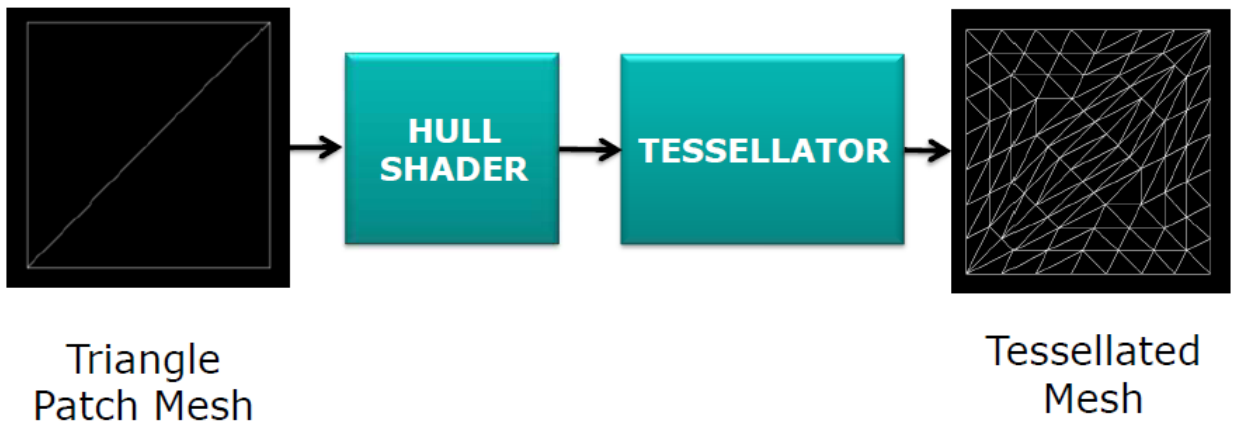 HULL
SHADER
TESSELLATOR
Triangle
Patch Mesh
Tessellated
Mesh